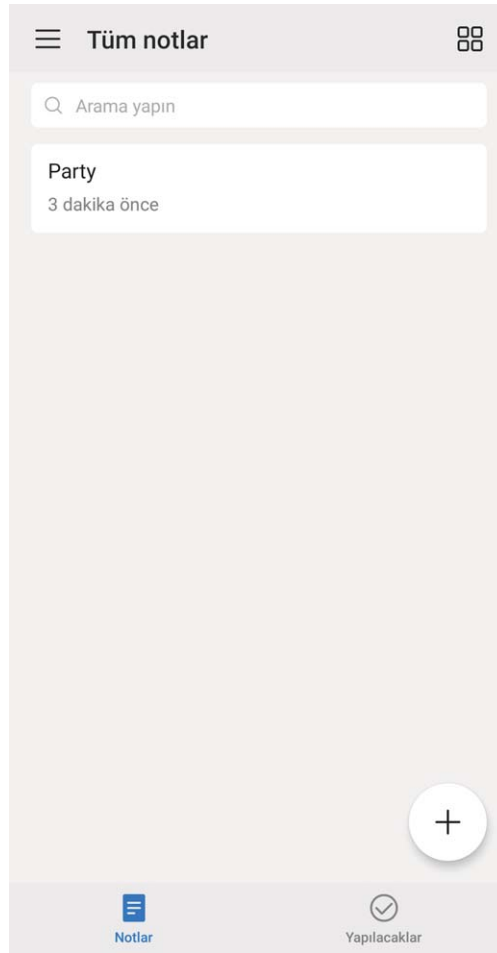 Tüm notlar
Arama yapın
Party
3 dakika önce
Notlar
Yapılacaklar